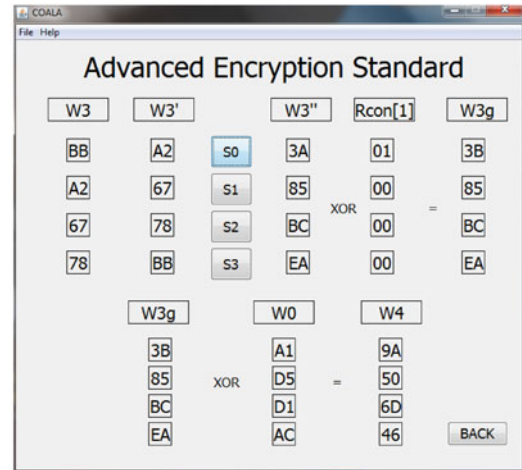 COALA
File Help
Advanced Encryption Standard
W3 W3' W3'' Rcon[1] W3g
BB A2 S0 3A 01 3B
A2 67 S1 85 00 85
XOR =
67 78 S2 BC 00 BC
78 BB S3 EA 00 EA
W3g W0 W4
3B A1 9A
85 XOR D5 = 50
BC D1 6D
EA AC 46 BACK